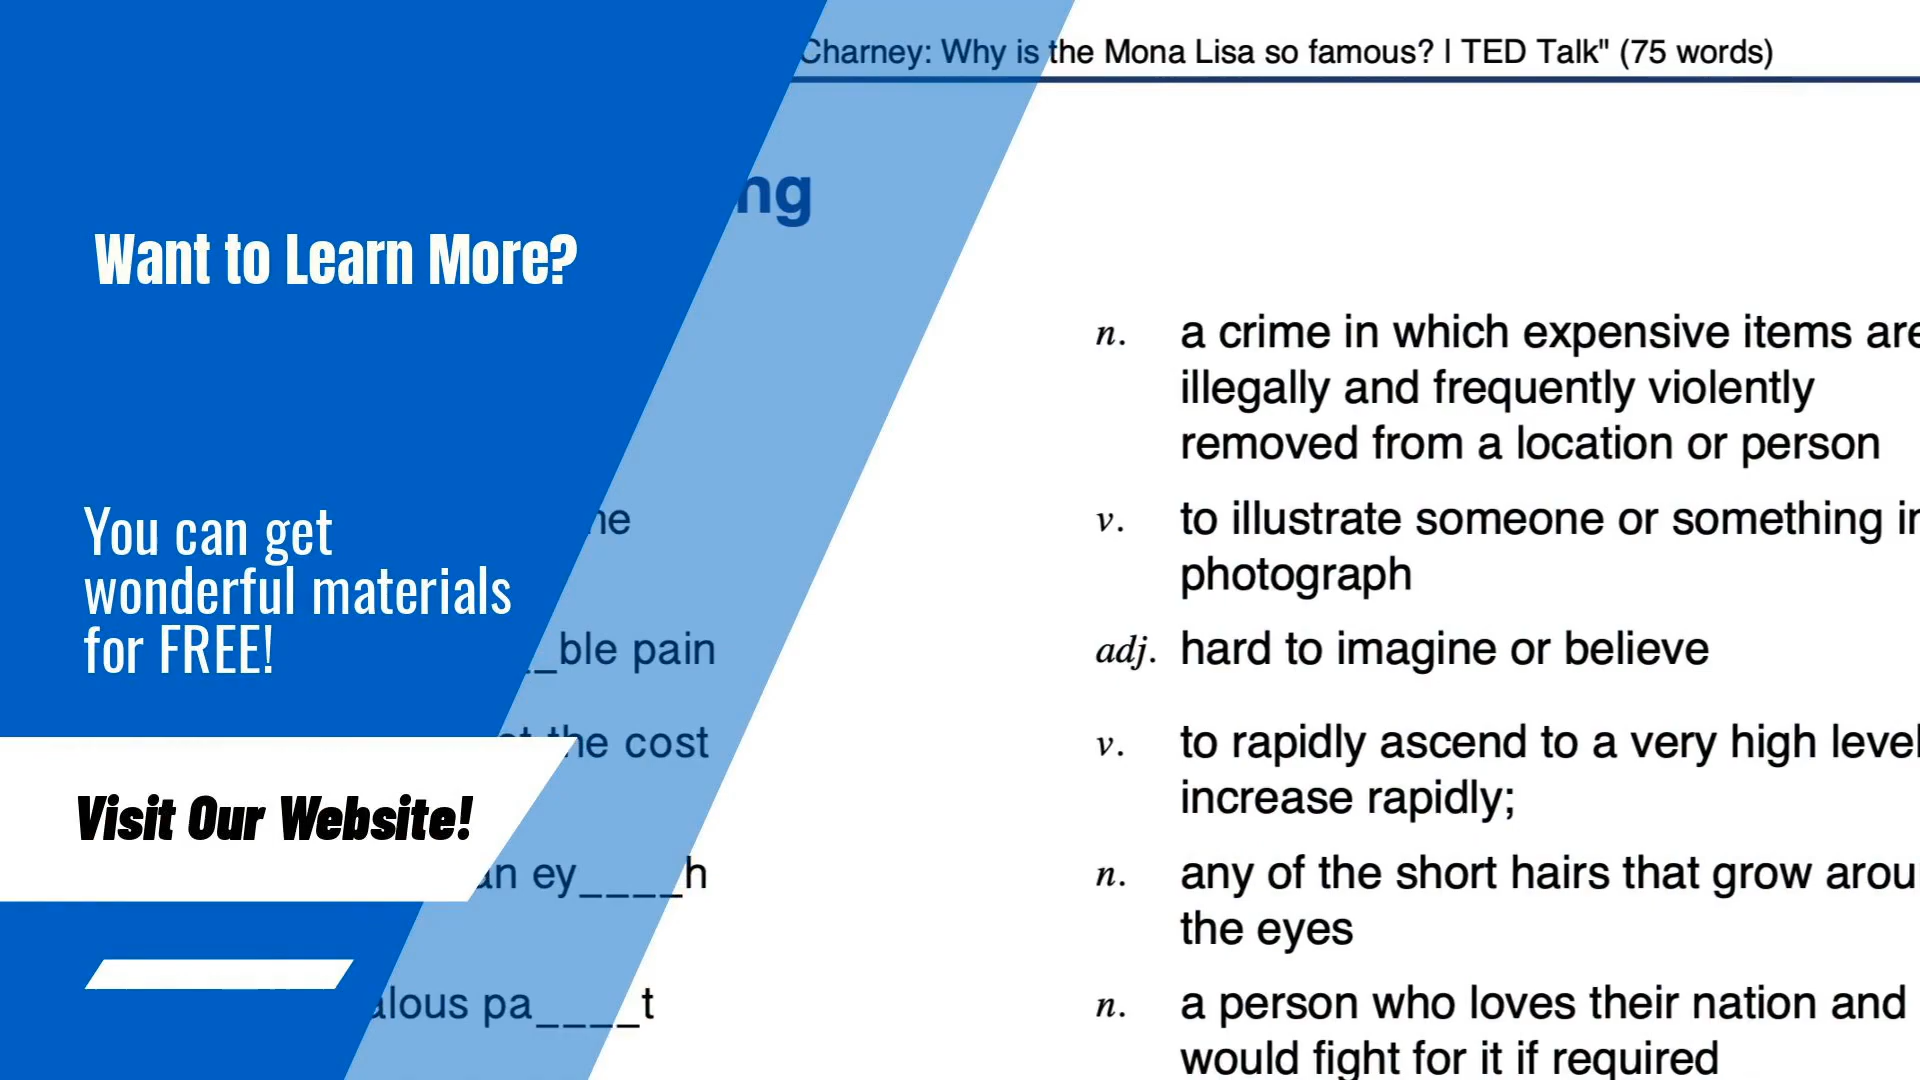 Charney: Why is the Mona Lisa so famous? | TED Talk" (75 words)
ng
Want to Learn More?
n. a crime in which expensive items are
illegally and frequently violently
removed from a location or person
You can get
wonderful materials
for FREE!
v. to illustrate someone or something in
photograph
_ble pain
adj. hard to imagine or believe
the cost
v. to rapidly ascend to a very high level
increase rapidly;
Visit Our Website!
an ey____h
n. any of the short hairs that grow arou
the eyes
alous pa____t
n. a person who loves their nation and
would fight for it if required